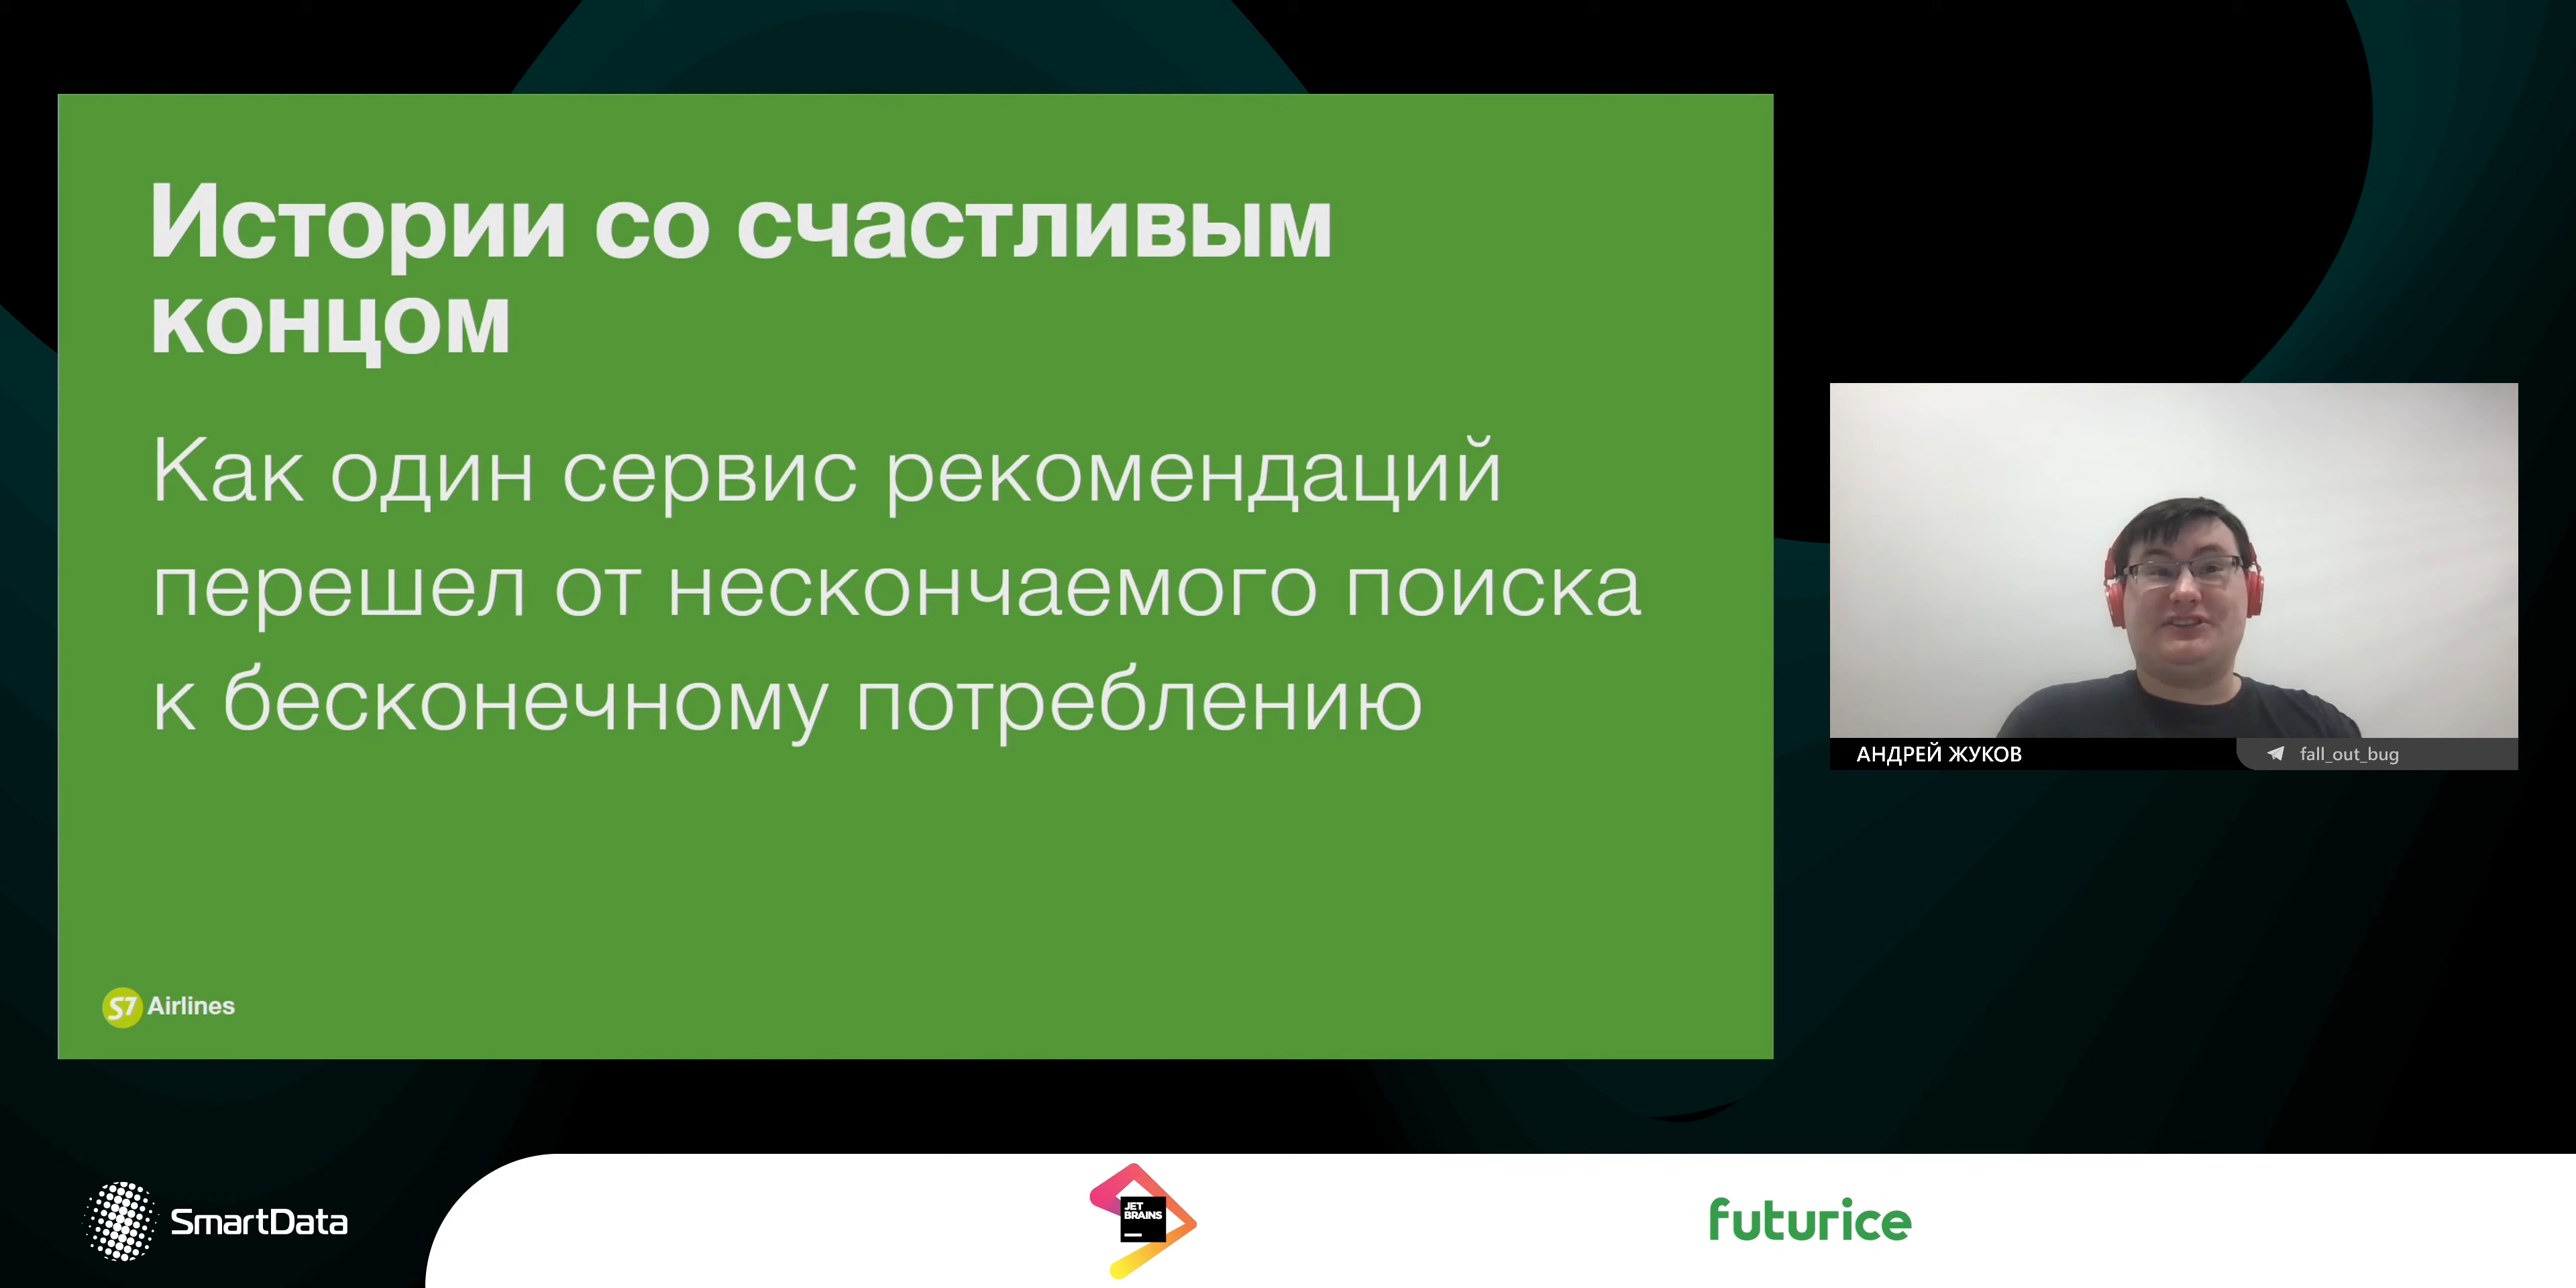 Истории со счастливым
концом
Как один сервис рекомендаций
перешел от нескончаемого поиска
к бесконечному потреблению
S7 Airlines
АНДРЕЙ ЖУКОВ
fall_out_bug
SmartData
JET
BRAINS
futurice